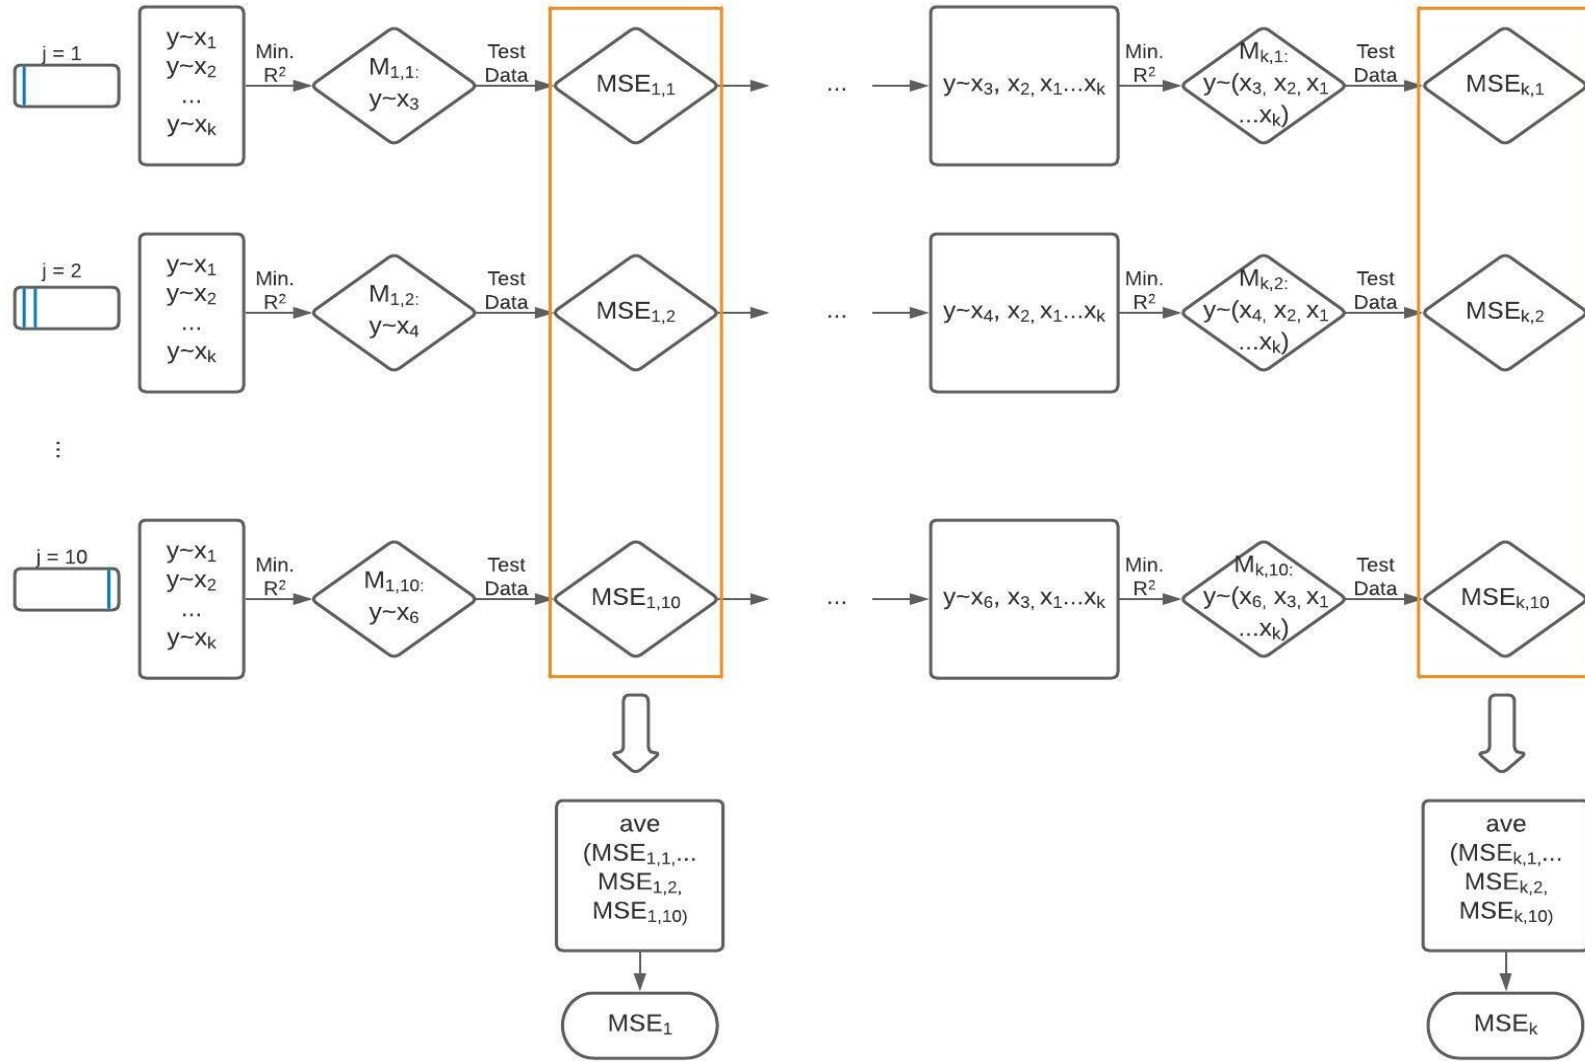 j = 1
y~x₁
y~x₂
...
y~xₖ
Min.
R²
M₁,₁:
y~x₃
Test
Data
MSE₁,₁
...
y~x₃, x₂, x₁...xₖ
Min.
R²
Mₖ,₁:
y~(x₃, x₂, x₁
...xₖ)
Test
Data
MSEₖ,₁
j = 2
y~x₁
y~x₂
...
y~xₖ
Min.
R²
M₁,₂:
y~x₄
Test
Data
MSE₁,₂
...
y~x₄, x₂, x₁...xₖ
Min.
R²
Mₖ,₂:
y~(x₄, x₂, x₁
...xₖ)
Test
Data
MSEₖ,₂
...
j = 10
y~x₁
y~x₂
...
y~xₖ
Min.
R²
M₁,₁₀:
y~x₆
Test
Data
MSE₁,₁₀
...
y~x₆, x₃, x₁...xₖ
Min.
R²
Mₖ,₁₀:
y~(x₆, x₃, x₁
...xₖ)
Test
Data
MSEₖ,₁₀
ave
(MSE₁,₁,...
MSE₁,₂,
MSE₁,₁₀)
MSE₁
ave
(MSEₖ,₁,...
MSEₖ,₂,
MSEₖ,₁₀)
MSEₖ